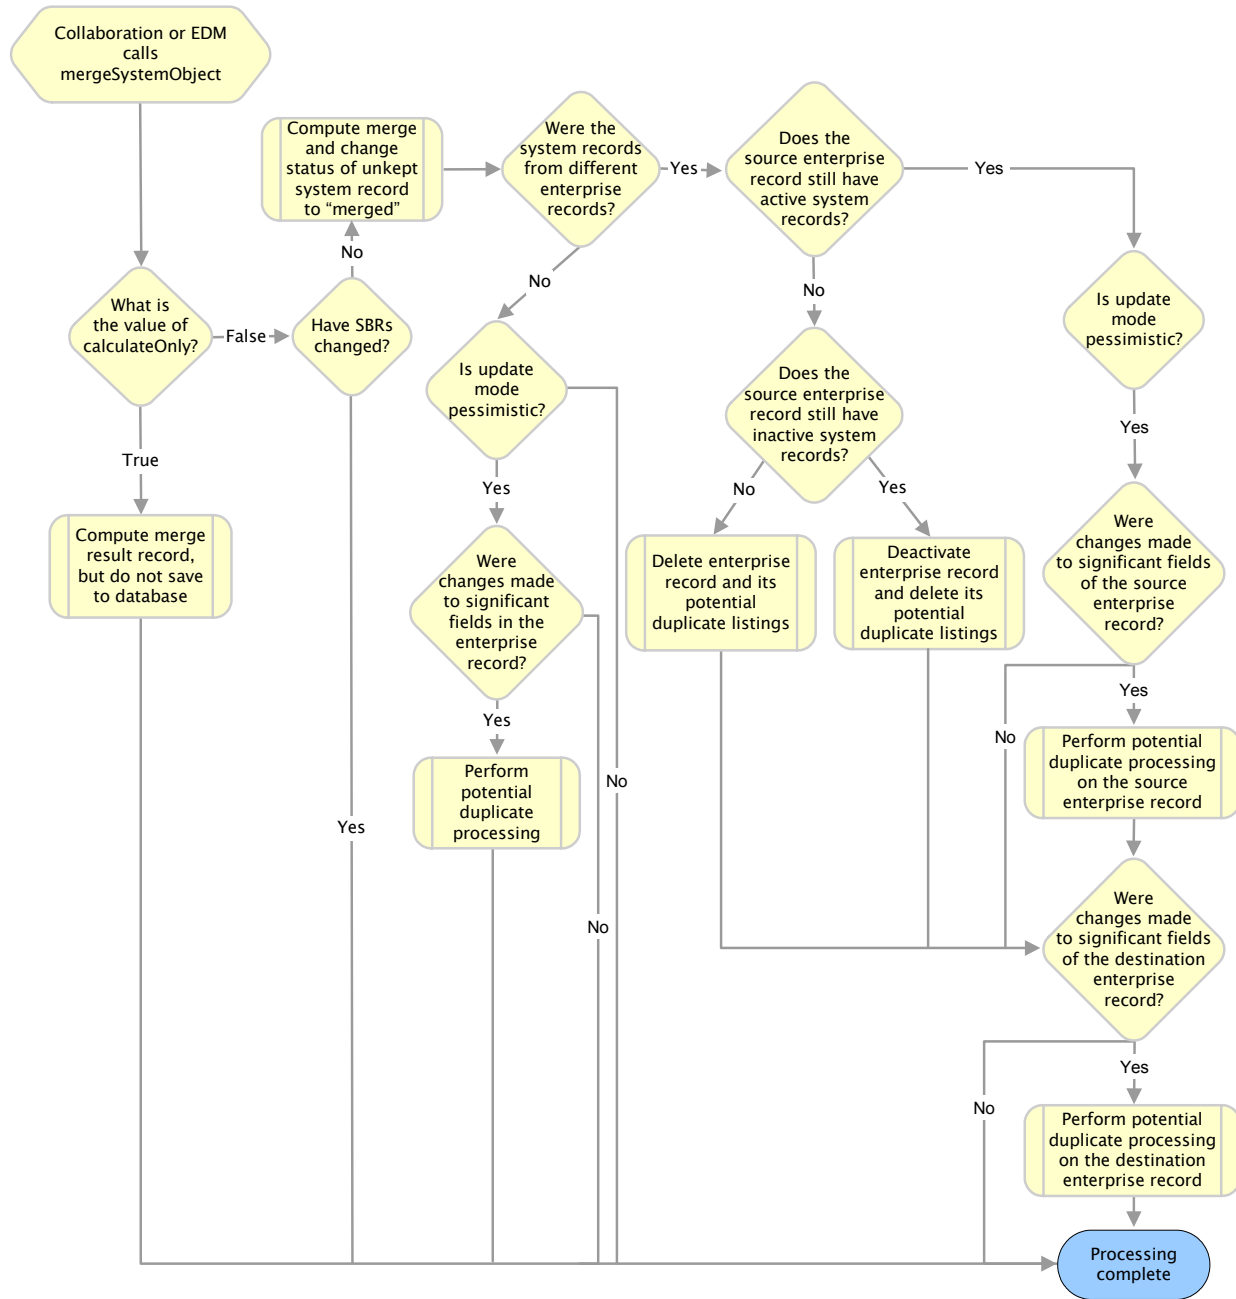 Collaboration or EDM
calls
mergeSystemObject
Compute merge
and change
status of unkept
system record
to “merged”
Were the
system records
from different
enterprise
records?
Yes
Does the
source enterprise
record still have
active system
records?
Yes
No
No
No
What is
the value of
calculateOnly?
False
Have SBRs
changed?
Is update
mode
pessimistic?
Is update
mode
pessimistic?
Does the
source enterprise
record still have
inactive system
records?
Yes
True
Yes
No
Yes
Compute merge
result record,
but do not save
to database
Were
changes made
to significant
fields in the
enterprise
record?
Delete enterprise
record and its
potential
duplicate listings
Deactivate
enterprise record
and delete its
potential
duplicate listings
Were
changes made
to significant fields
of the source
enterprise
record?
Yes
Yes
No
Perform
potential
duplicate
processing
No
Perform potential
duplicate processing
on the source
enterprise record
Yes
No
Were
changes made
to significant fields
of the destination
enterprise
record?
Yes
No
Perform potential
duplicate processing
on the destination
enterprise record
Processing
complete